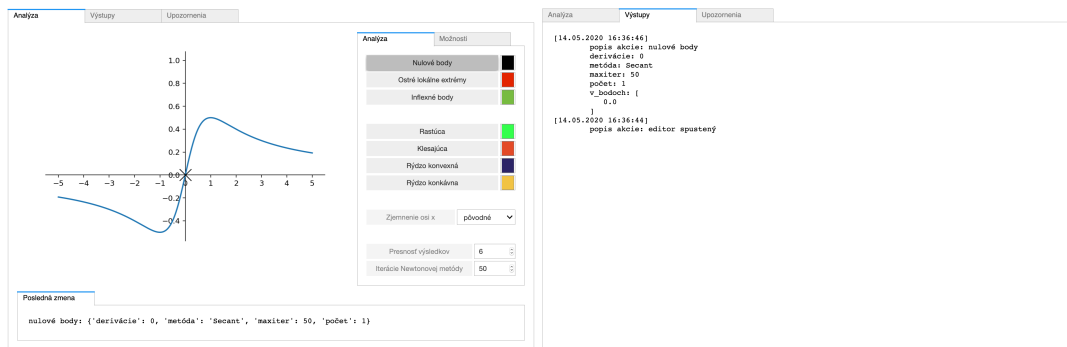 Analýza Výstupy Upozornenia
1.0
0.8
0.6
0.4
0.2
0.0
−5 −4 −3 −2 −1 0 1 2 3 4 5
−0.2
−0.4
Analýza Možnosti
Nulové body
Ostré lokálne extrémy
Inflexné body
Rastúca
Klesajúca
Rýdzo konvexná
Rýdzo konkávna
Zjemnenie osi x pôvodné
Presnosť výsledkov 6
Iterácie Newtonovej metódy 50
Posledná zmena
nulové body: {'derivácie': 0, 'metóda': 'Secant', 'maxiter': 50, 'počet': 1}
Analýza Výstupy Upozornenia
[14.05.2020 16:36:46]
popis akcie: nulové body
derivácie: 0
metóda: Secant
maxiter: 50
počet: 1
v_bodoch: [
0.0
]
[14.05.2020 16:36:44]
popis akcie: editor spustený